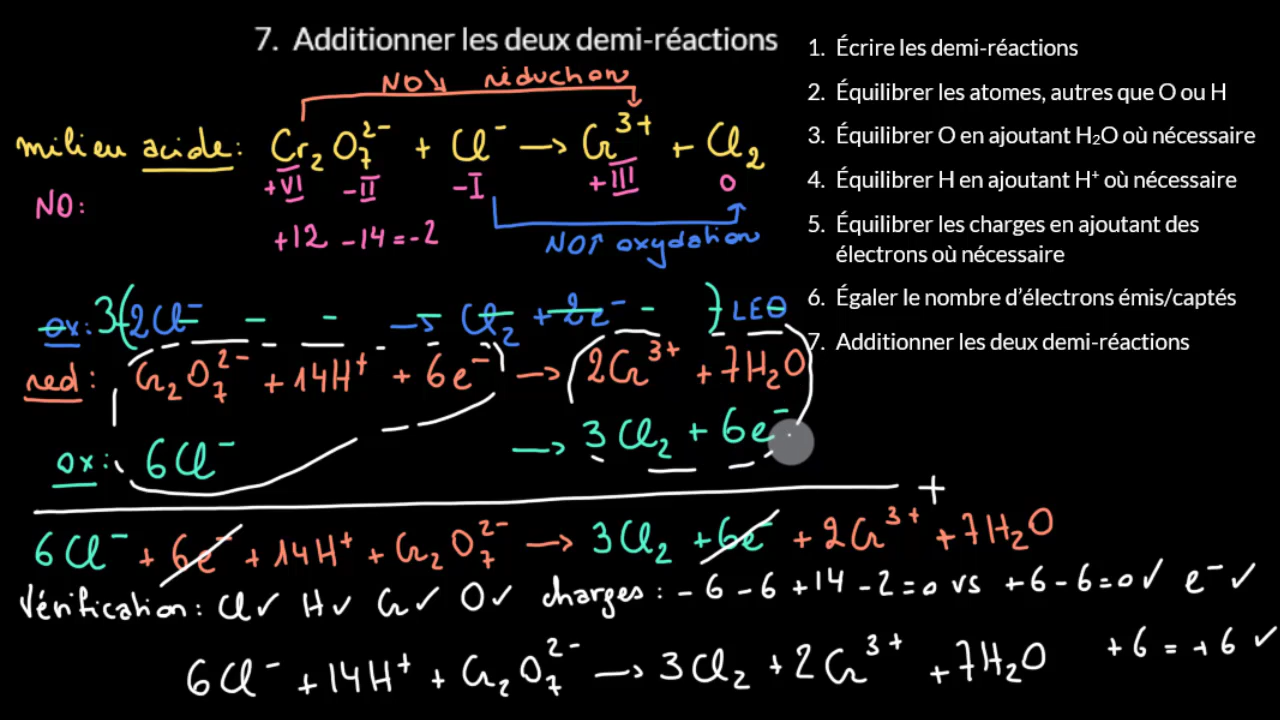 7. Additionner les deux demi-réactions
NO↘ réduction
milieu acide: Cr₂O₇²⁻ + Cl⁻ → Cr³⁺ + Cl₂
+VI -II -I +III 0
NO:
+12 -14=-2
NO↑ oxydation
ox: 3(2Cl⁻ → Cl₂ + 2e⁻) LEO
red: Cr₂O₇²⁻ + 14H⁺ + 6e⁻ → 2Cr³⁺ + 7H₂O
ox: 6Cl⁻ → 3Cl₂ + 6e⁻
+
6Cl⁻ + 6e⁻ + 14H⁺ + Cr₂O₇²⁻ → 3Cl₂ + 6e⁻ + 2Cr³⁺ + 7H₂O
Vérification: Cl✓ H✓ Cr✓ O✓ charges: -6-6+14-2=0 vs +6-6=0✓ e⁻✓
6Cl⁻ + 14H⁺ + Cr₂O₇²⁻ → 3Cl₂ + 2Cr³⁺ + 7H₂O
+6 = +6 ✓
1. Écrire les demi-réactions
2. Équilibrer les atomes, autres que O ou H
3. Équilibrer O en ajoutant H₂O où nécessaire
4. Équilibrer H en ajoutant H⁺ où nécessaire
5. Équilibrer les charges en ajoutant des
électrons où nécessaire
6. Égaler le nombre d'électrons émis/captés
7. Additionner les deux demi-réactions